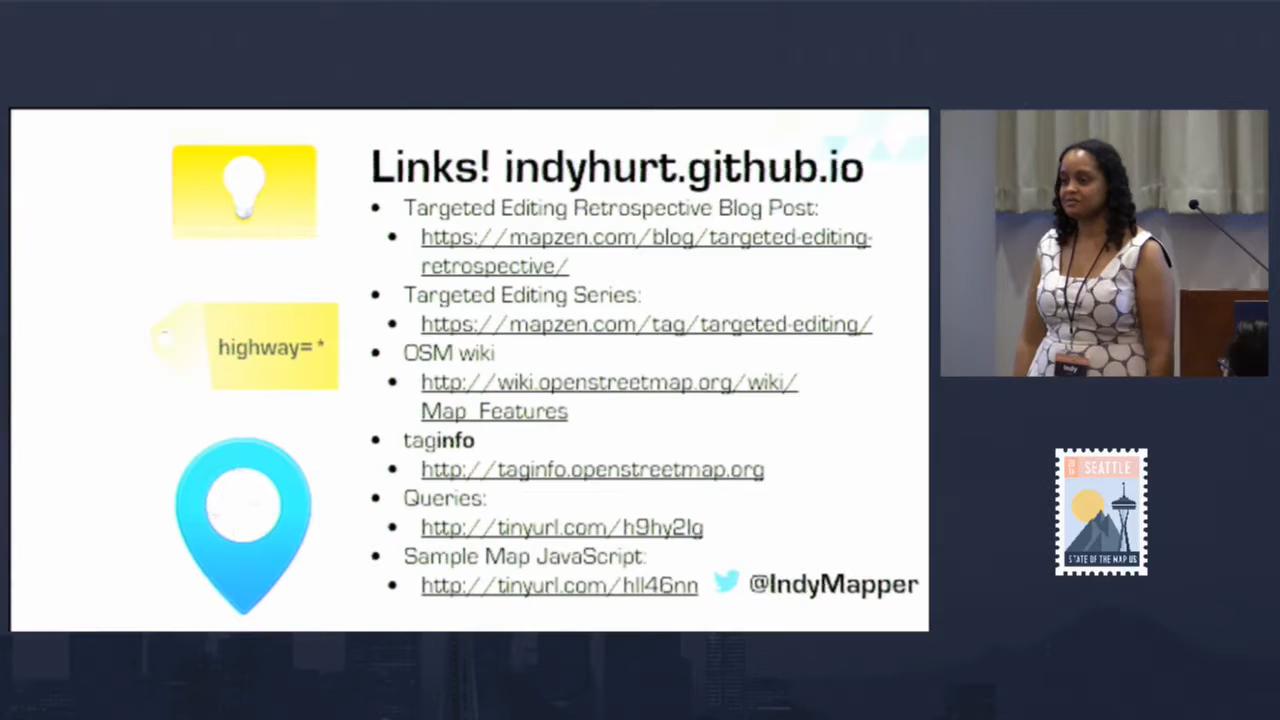 Links! indyhurt.github.io
Targeted Editing Retrospective Blog Post:
https://mapzen.com/blog/targeted-editing-
retrospective/
Targeted Editing Series:
https://mapzen.com/tag/targeted-editing/
highway=*
OSM wiki
http://wiki.openstreetmap.org/wiki/
Map_Features
taginfo
http://taginfo.openstreetmap.org
Queries:
http://tinyurl.com/h9hy2lg
Sample Map JavaScript:
http://tinyurl.com/hll46nn
@IndyMapper
Indy
SEATTLE
STATE OF THE MAP US